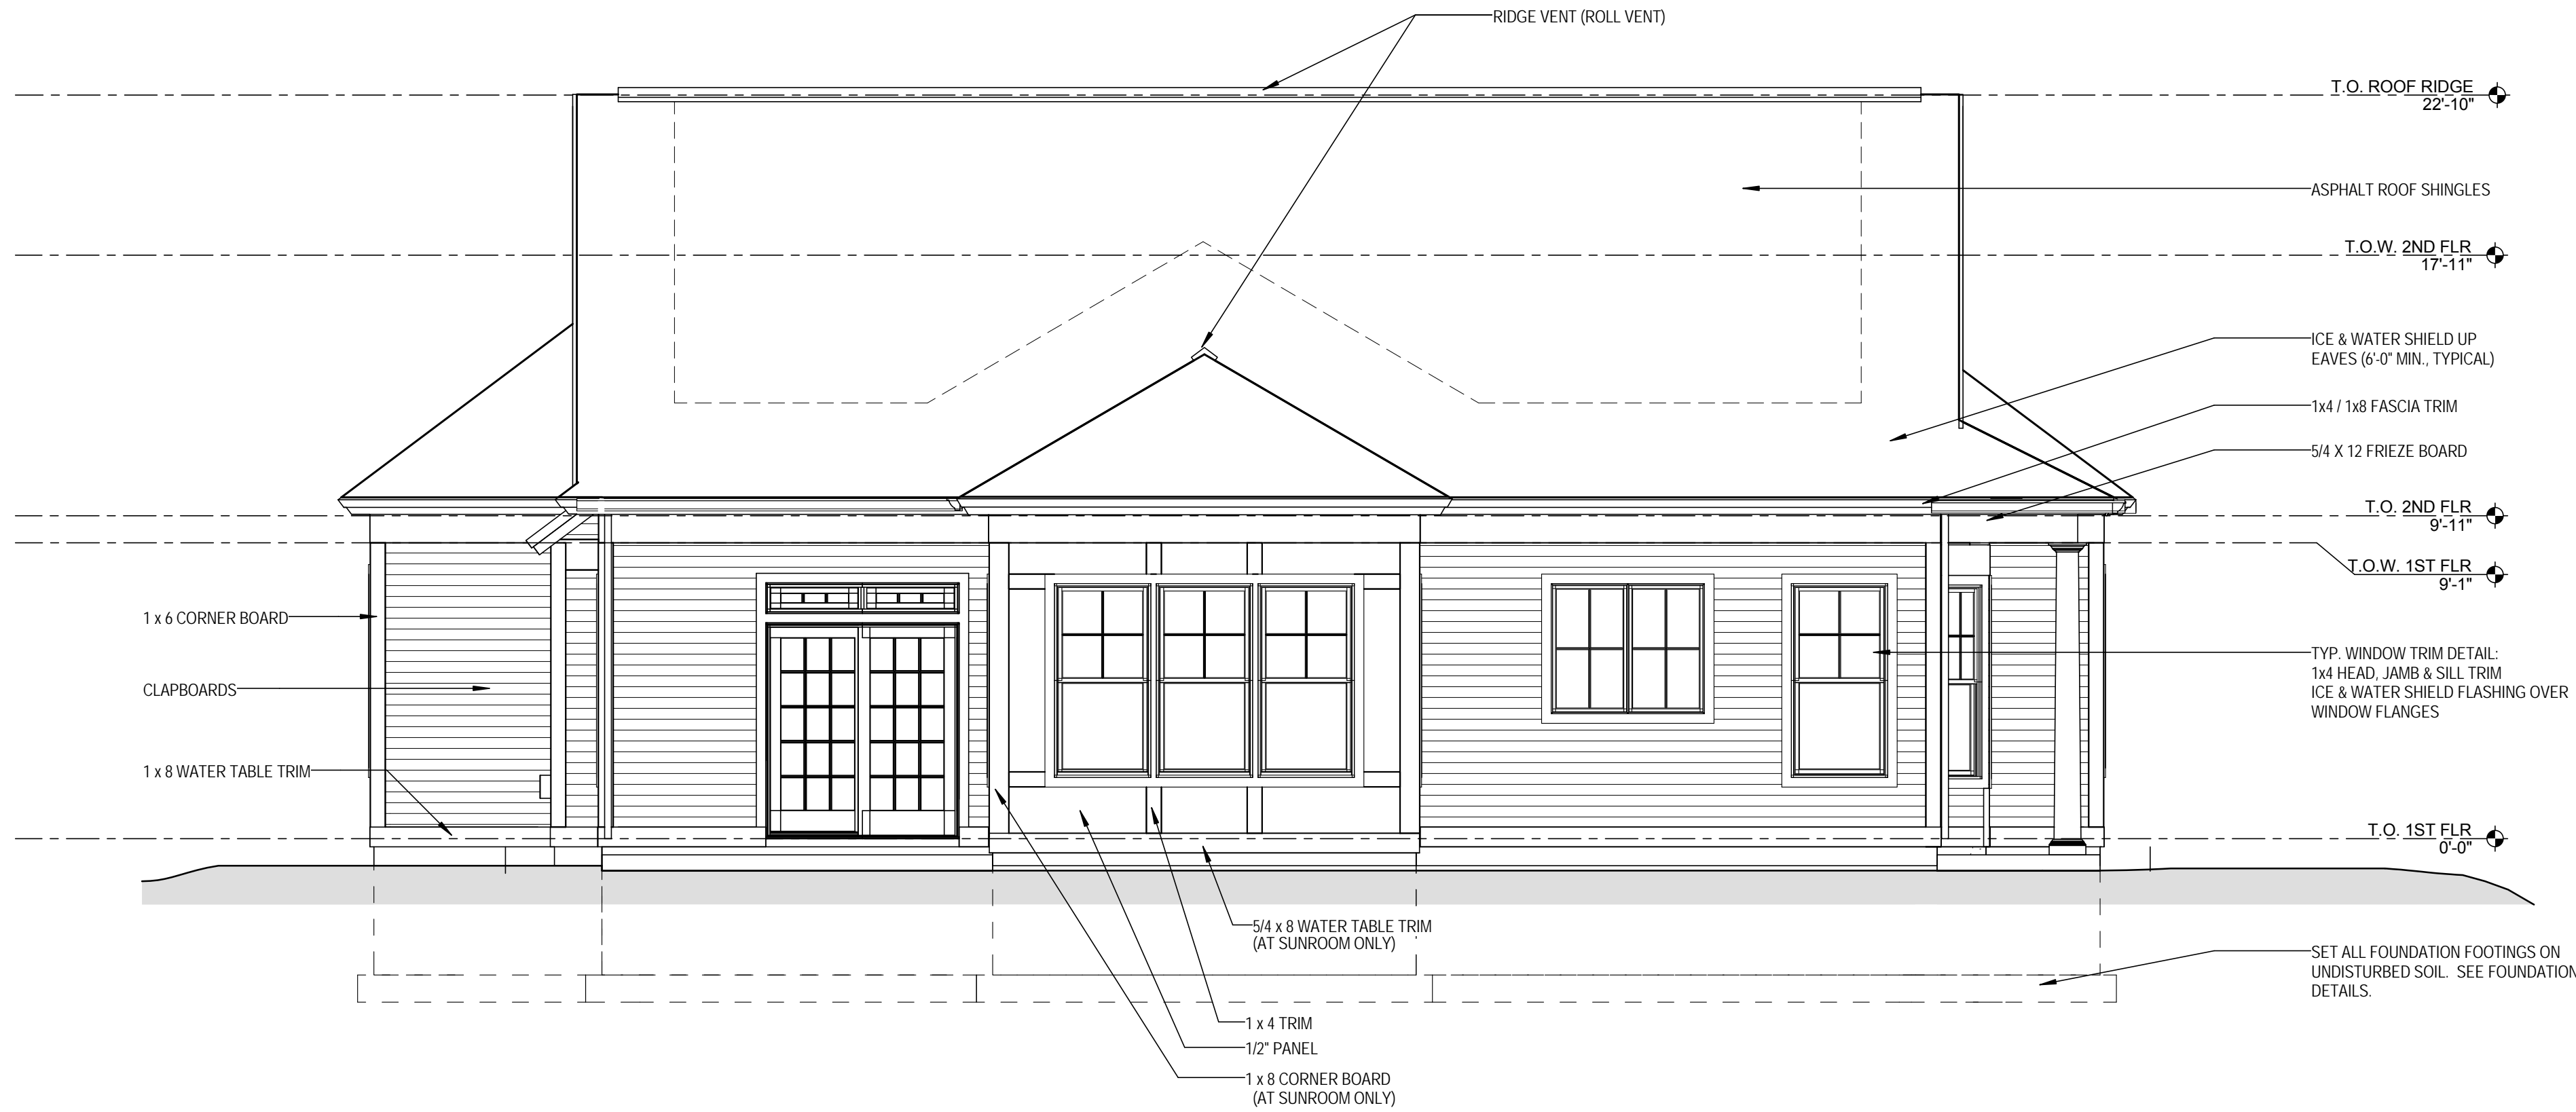 RIDGE VENT (ROLL VENT)
T.O. ROOF RIDGE
22'-10"
ASPHALT ROOF SHINGLES
T.O.W. 2ND FLR
17'-11"
ICE & WATER SHIELD UP
EAVES (6'-0" MIN., TYPICAL)
1x4 / 1x8 FASCIA TRIM
5/4 X 12 FRIEZE BOARD
T.O. 2ND FLR
9'-11"
T.O.W. 1ST FLR
9'-1"
1 x 6 CORNER BOARD
TYP. WINDOW TRIM DETAIL:
1x4 HEAD, JAMB & SILL TRIM
ICE & WATER SHIELD FLASHING OVER
WINDOW FLANGES
CLAPBOARDS
1 x 8 WATER TABLE TRIM
T.O. 1ST FLR
0'-0"
5/4 x 8 WATER TABLE TRIM
(AT SUNROOM ONLY)
SET ALL FOUNDATION FOOTINGS ON
UNDISTURBED SOIL.  SEE FOUNDATION
DETAILS.
1 x 4 TRIM
1/2" PANEL
1 x 8 CORNER BOARD
(AT SUNROOM ONLY)